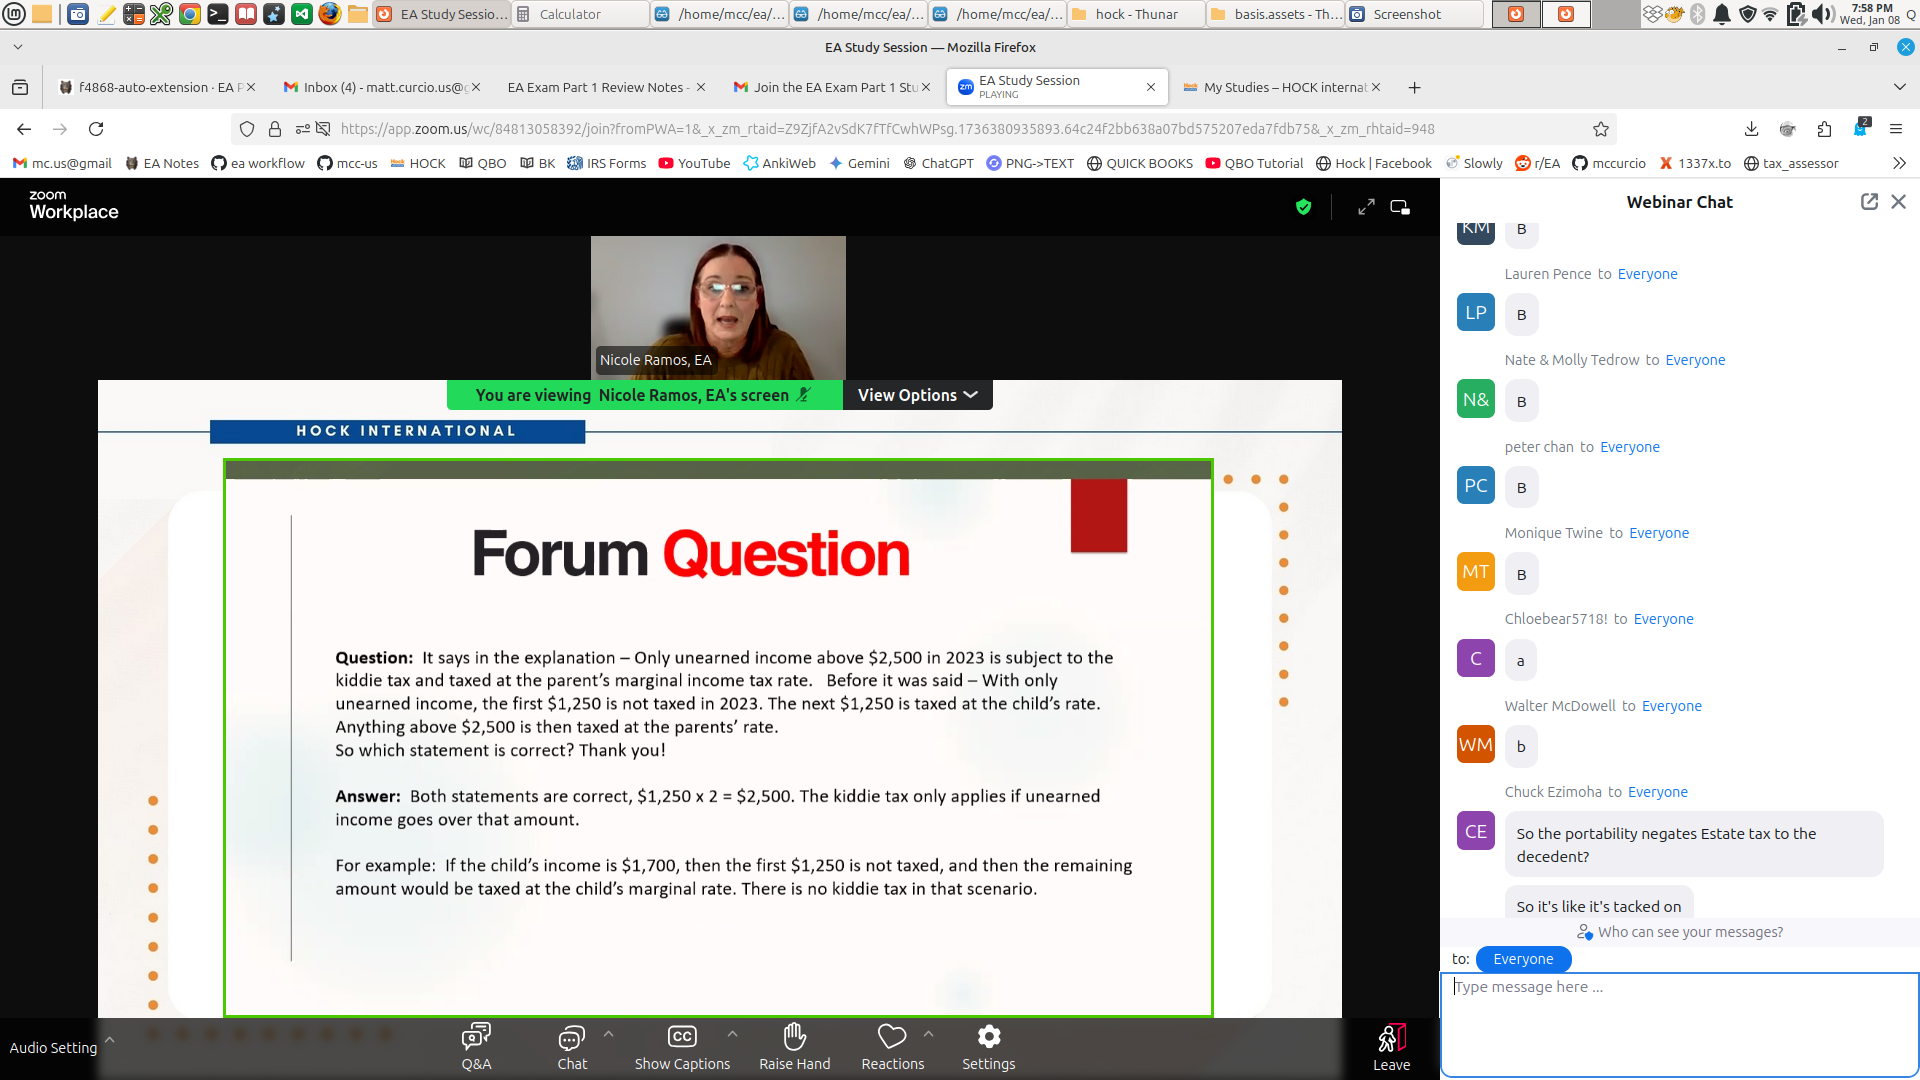 EA Study Sessio...
Calculator
/home/mcc/ea/...
/home/mcc/ea/...
/home/mcc/ea/...
hock - Thunar
basis.assets - Th...
Screenshot
7:58 PM
Wed, Jan 08
EA Study Session — Mozilla Firefox
f4868-auto-extension · EA P
Inbox (4) - matt.curcio.us@g
EA Exam Part 1 Review Notes -
Join the EA Exam Part 1 Stu
EA Study Session
PLAYING
My Studies – HOCK internat
https://app.zoom.us/wc/84813058392/join?fromPWA=1&_x_zm_rtaid=Z9ZjfA2vSdK7fTfCwhWPsg.1736380935893.64c24f2bb638a07bd575207eda7fdb75&_x_zm_rhtaid=948
2
mc.us@gmail
EA Notes
ea workflow
mcc-us
HOCK
QBO
BK
IRS Forms
YouTube
AnkiWeb
Gemini
ChatGPT
PNG->TEXT
QUICK BOOKS
QBO Tutorial
Hock | Facebook
Slowly
r/EA
mccurcio
1337x.to
tax_assessor
zoom
Workplace
Nicole Ramos, EA
You are viewing Nicole Ramos, EA's screen
View Options
HOCK INTERNATIONAL
Forum Question
Question: It says in the explanation – Only unearned income above $2,500 in 2023 is subject to the
kiddie tax and taxed at the parent's marginal income tax rate. Before it was said – With only
unearned income, the first $1,250 is not taxed in 2023. The next $1,250 is taxed at the child's rate.
Anything above $2,500 is then taxed at the parents' rate.
So which statement is correct? Thank you!
Answer: Both statements are correct, $1,250 x 2 = $2,500. The kiddie tax only applies if unearned
income goes over that amount.
For example: If the child's income is $1,700, then the first $1,250 is not taxed, and then the remaining
amount would be taxed at the child's marginal rate. There is no kiddie tax in that scenario.
Audio Setting
Q&A
Chat
Show Captions
Raise Hand
Reactions
Settings
Leave
Webinar Chat
KM
B
Lauren Pence to Everyone
LP
B
Nate & Molly Tedrow to Everyone
N&
B
peter chan to Everyone
PC
B
Monique Twine to Everyone
MT
B
Chloebear5718! to Everyone
C
a
Walter McDowell to Everyone
WM
b
Chuck Ezimoha to Everyone
CE
So the portability negates Estate tax to the
decedent?
So it's like it's tacked on
Who can see your messages?
to: Everyone
Type message here ...